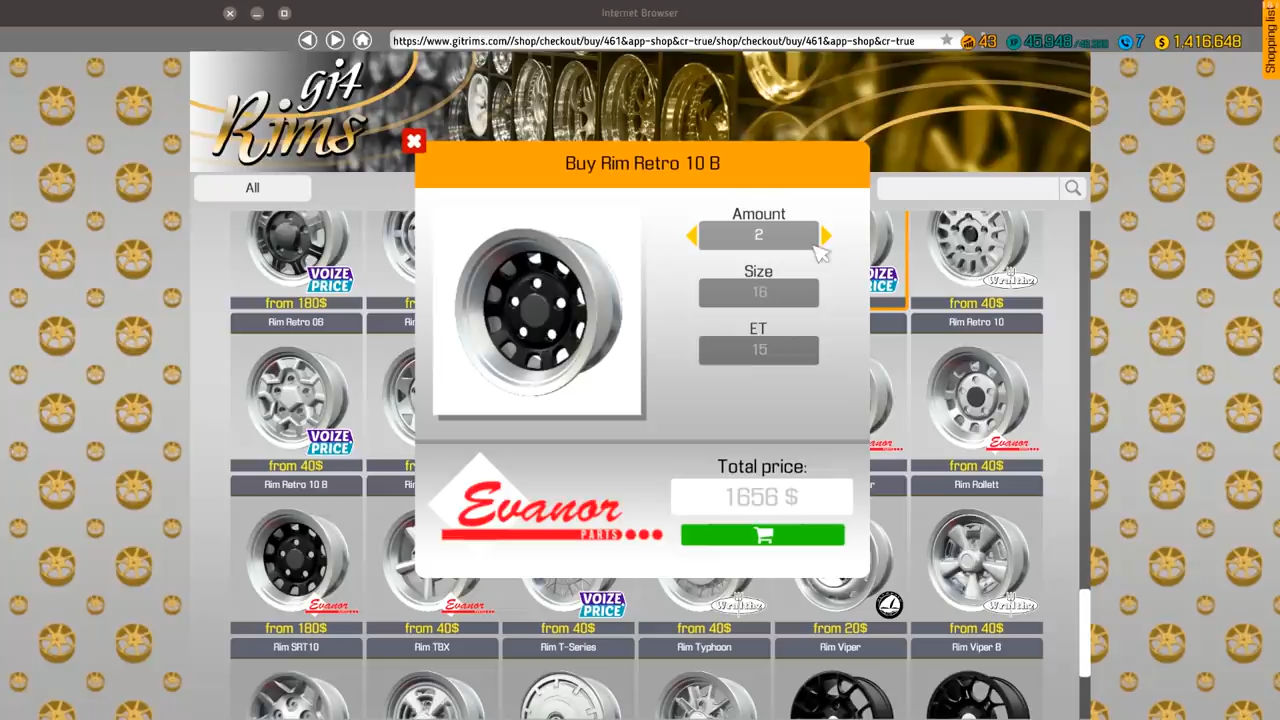 Internet Browser
https://www.gitrims.com//shop/checkout/buy/461&app-shop&cr-true/shop/checkout/buy/461&app-shop&cr-true
43
7
1,416,648
Shopping list
git
Rims
Buy Rim Retro 10 B
All
Amount
2
Size
16
ET
15
Total price:
1656 $
Evanor
PARTS
VOIZE PRICE
from 180$
from 40$
Rim Retro 06
Rim Retro 10
VOIZE PRICE
Evanor
from 40$
from 40$
Rim Retro 10 B
Rim Rollett
Evanor
Evanor
VOIZE PRICE
from 180$
from 40$
from 40$
from 40$
from 20$
from 40$
Rim SRT10
Rim TBX
Rim T-Series
Rim Typhoon
Rim Viper
Rim Viper B